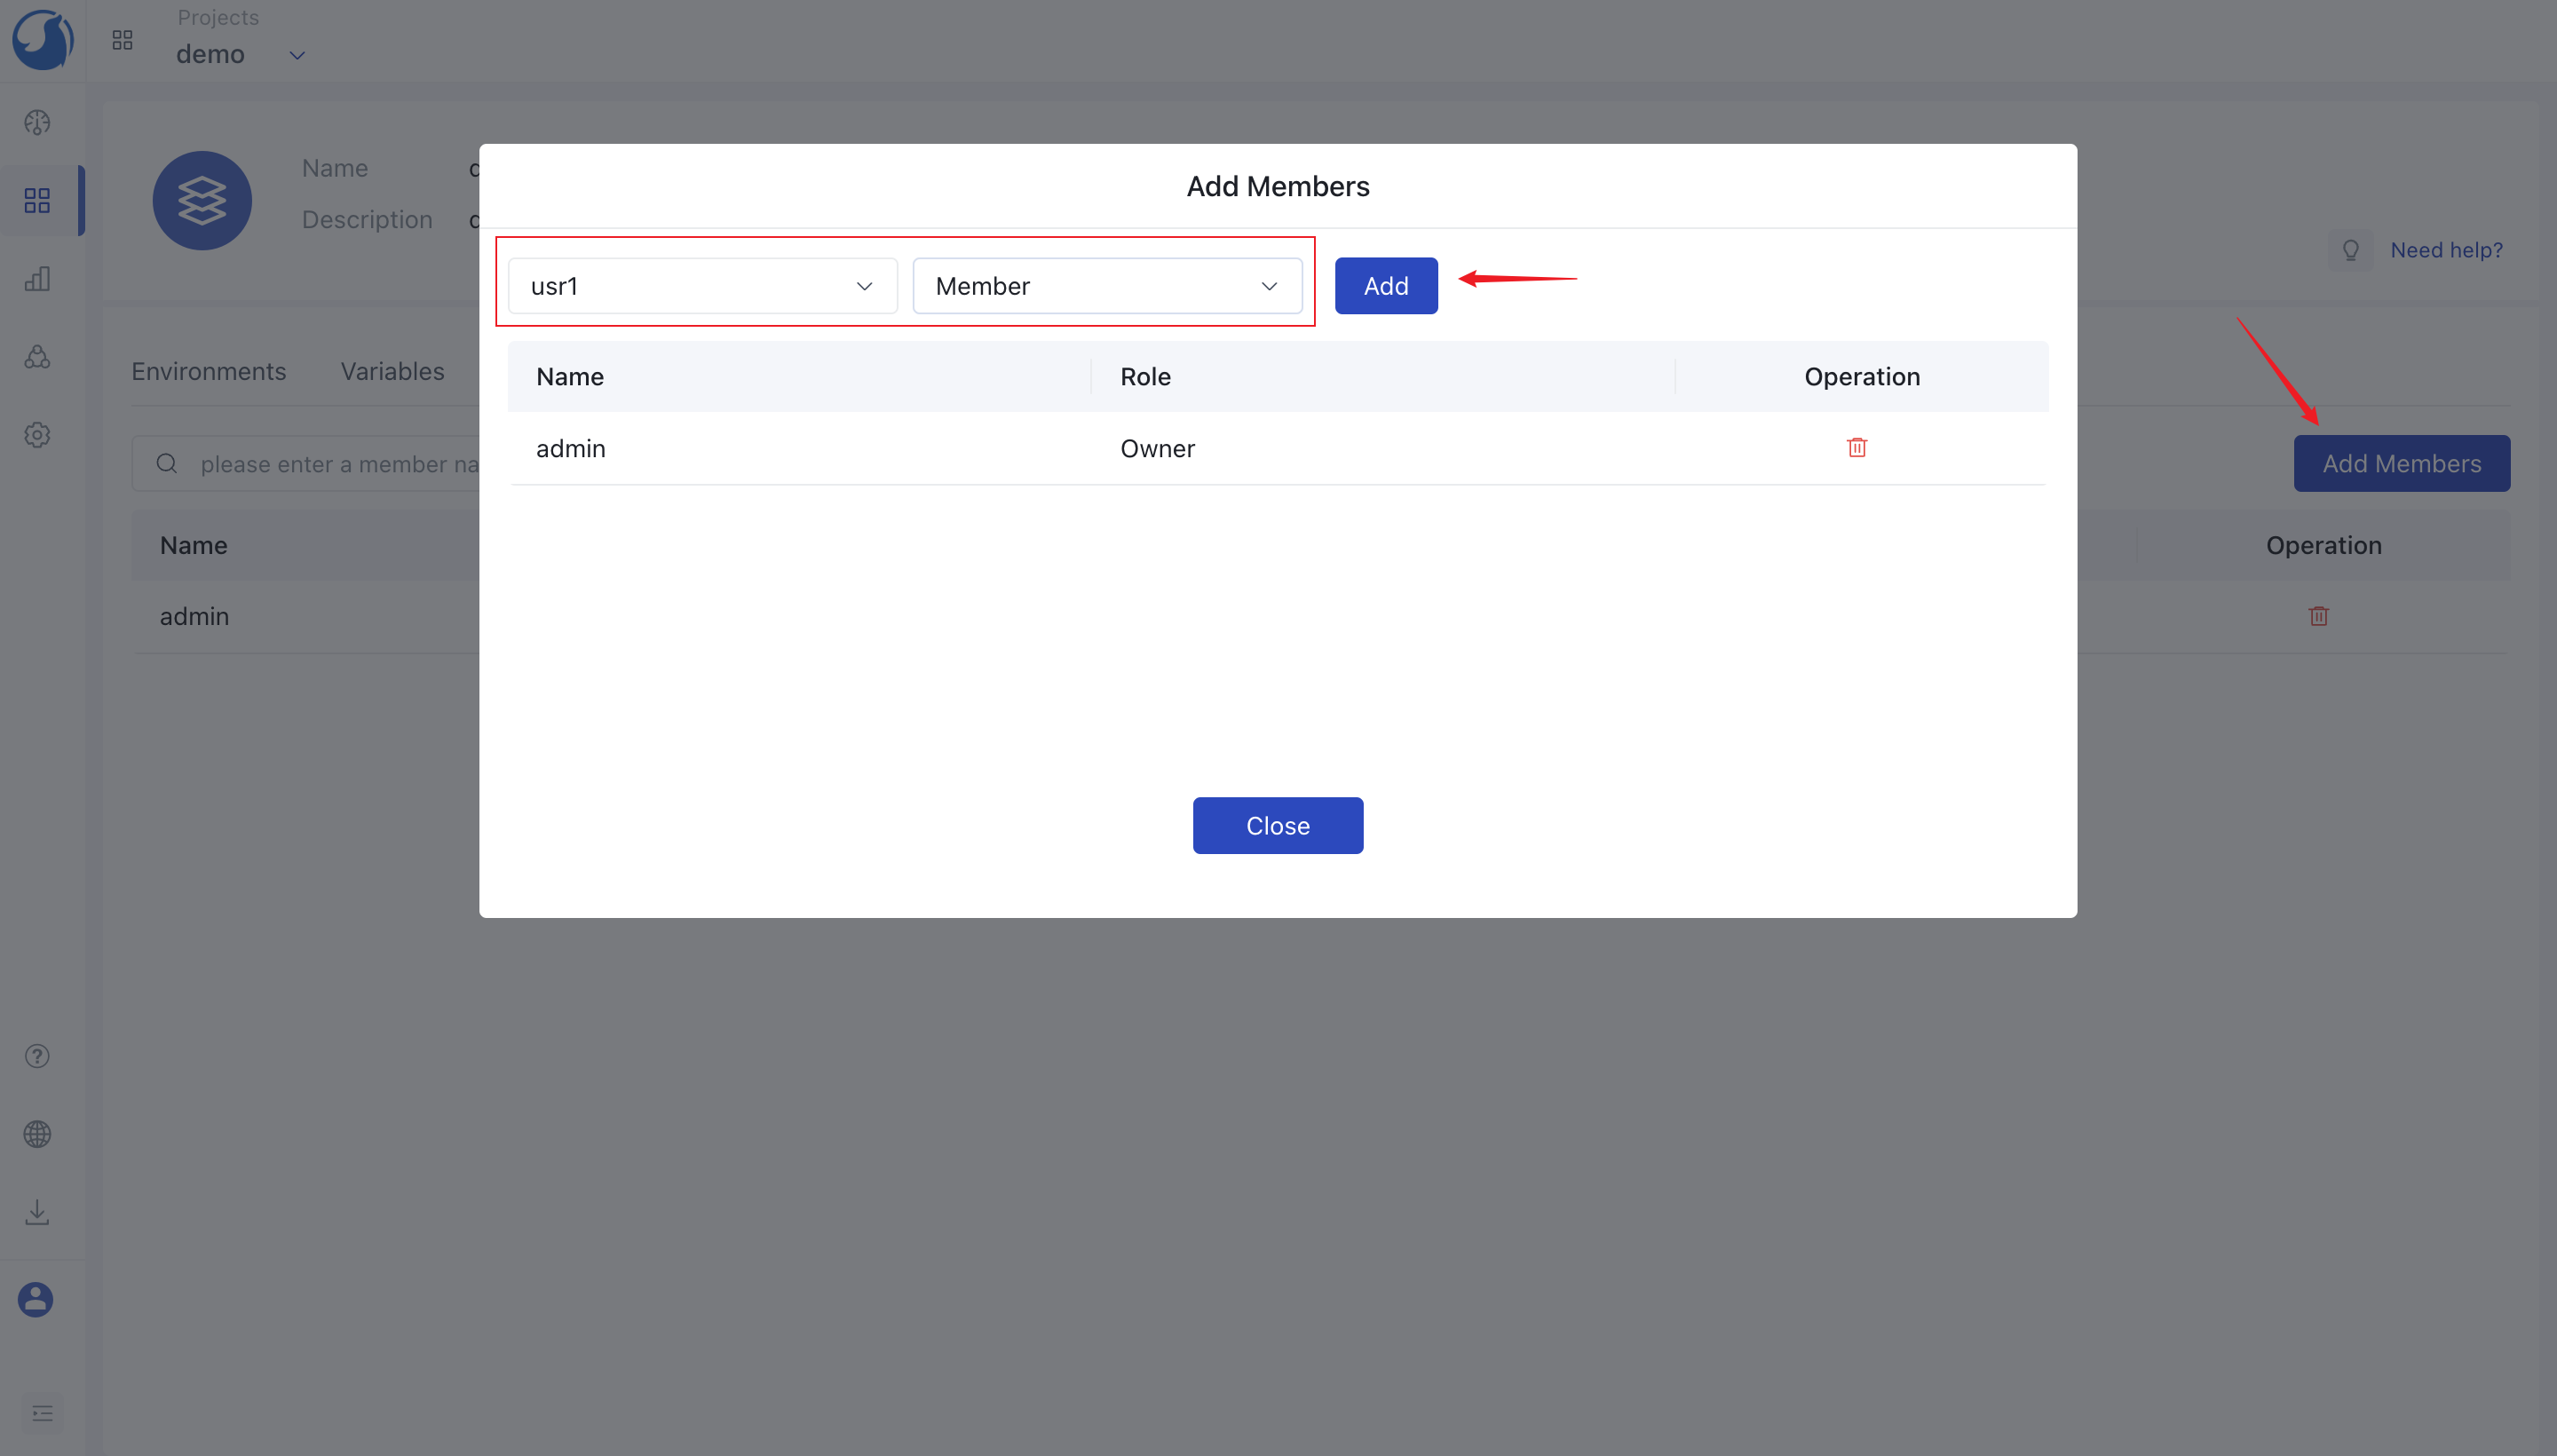 Projects
demo
Name
Description
Need help?
Add Members
usr1
Member
Add
Name
Role
Operation
admin
Owner
Close
Environments
Variables
please enter a member na
Add Members
Name
Operation
admin